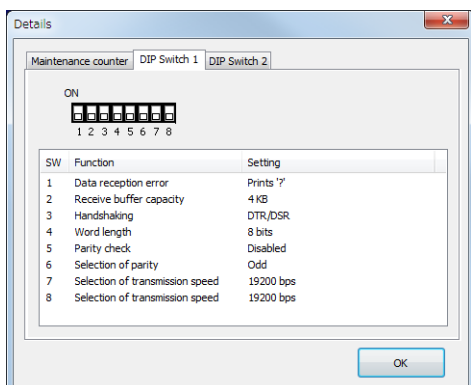 Details
Maintenance counter DIP Switch 1 DIP Switch 2
ON
1 2 3 4 5 6 7 8
SW Function Setting
1 Data reception error Prints '?'
2 Receive buffer capacity 4 KB
3 Handshaking DTR/DSR
4 Word length 8 bits
5 Parity check Disabled
6 Selection of parity Odd
7 Selection of transmission speed 19200 bps
8 Selection of transmission speed 19200 bps
OK